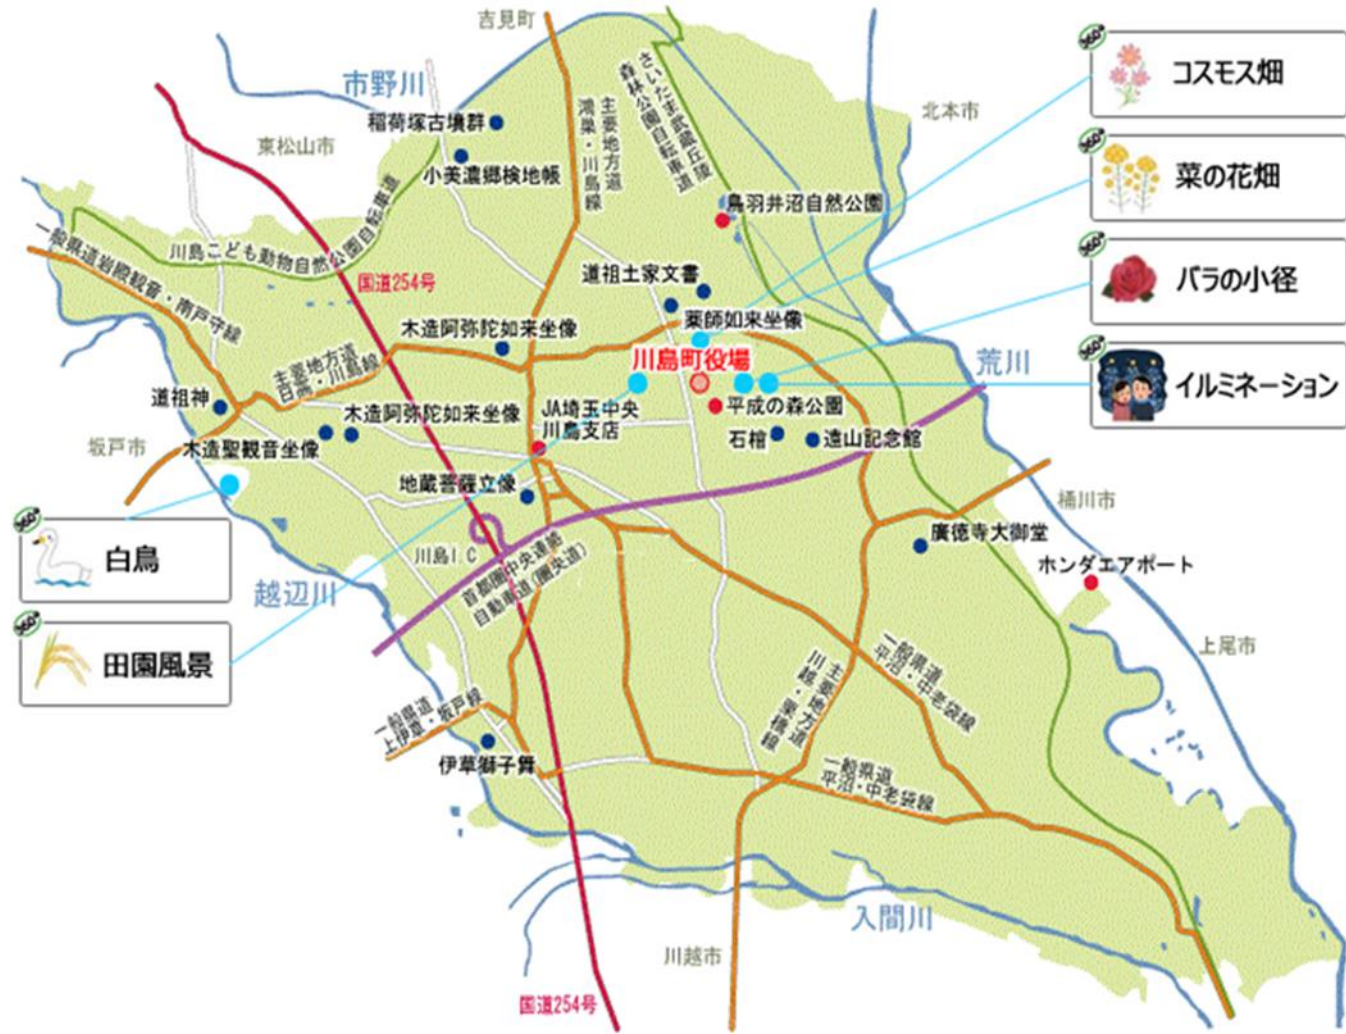 吉見町
360°
コスモス畑
市野川
さいたま武蔵丘陵
森林公園自転車道
主要地方道
鴻巣・川島線
北本市
稲荷塚古墳群
東松山市
小美濃郷検地帳
360°
菜の花畑
鳥羽井沼自然公園
川島こども動物自然公園自転車道
一般県道岩殿観音・南戸守線
国道254号
道祖土家文書
360°
バラの小径
薬師如来坐像
木造阿弥陀如来坐像
川島町役場
荒川
360°
イルミネーション
主要地方道
日高・川島線
道祖神
木造阿弥陀如来坐像
JA埼玉中央
川島支店
平成の森公園
石棺
遠山記念館
坂戸市
木造聖観音坐像
地蔵菩薩立像
桶川市
360°
白鳥
川島IC
首都圏中央連絡
自動車道(圏央道)
廣徳寺大御堂
ホンダエアポート
越辺川
360°
田園風景
上尾市
一般県道
平沼・中老袋線
主要地方道
川越・栗橋線
一般県道
上伊草・坂戸線
伊草獅子舞
一般県道
平沼・中老袋線
入間川
川越市
国道254号